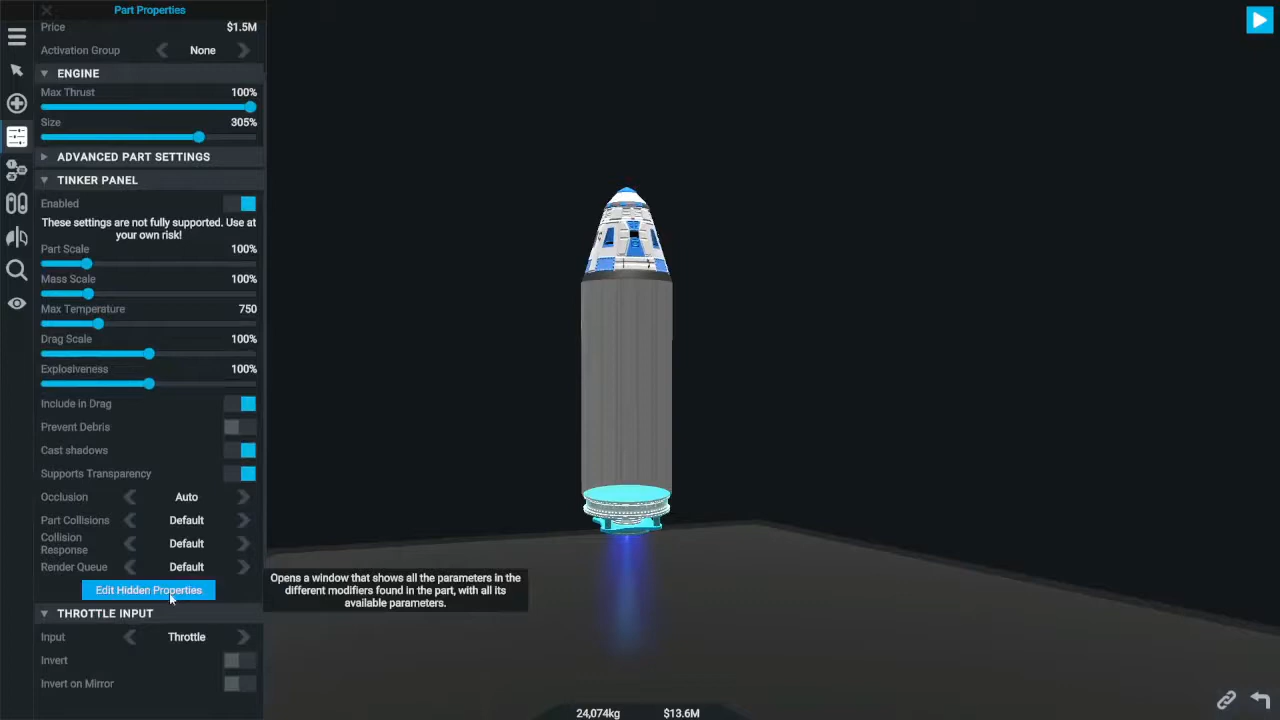 Part Properties
Price $1.5M
Activation Group None
ENGINE
Max Thrust 100%
Size 305%
ADVANCED PART SETTINGS
TINKER PANEL
Enabled
These settings are not fully supported. Use at
your own risk!
Part Scale 100%
Mass Scale 100%
Max Temperature 750
Drag Scale 100%
Explosiveness 100%
Include in Drag
Prevent Debris
Cast shadows
Supports Transparency
Occlusion Auto
Part Collisions Default
Collision
Response Default
Render Queue Default
Edit Hidden Properties
Opens a window that shows all the parameters in the
different modifiers found in the part, with all its
available parameters.
THROTTLE INPUT
Input Throttle
Invert
Invert on Mirror
24,074kg $13.6M